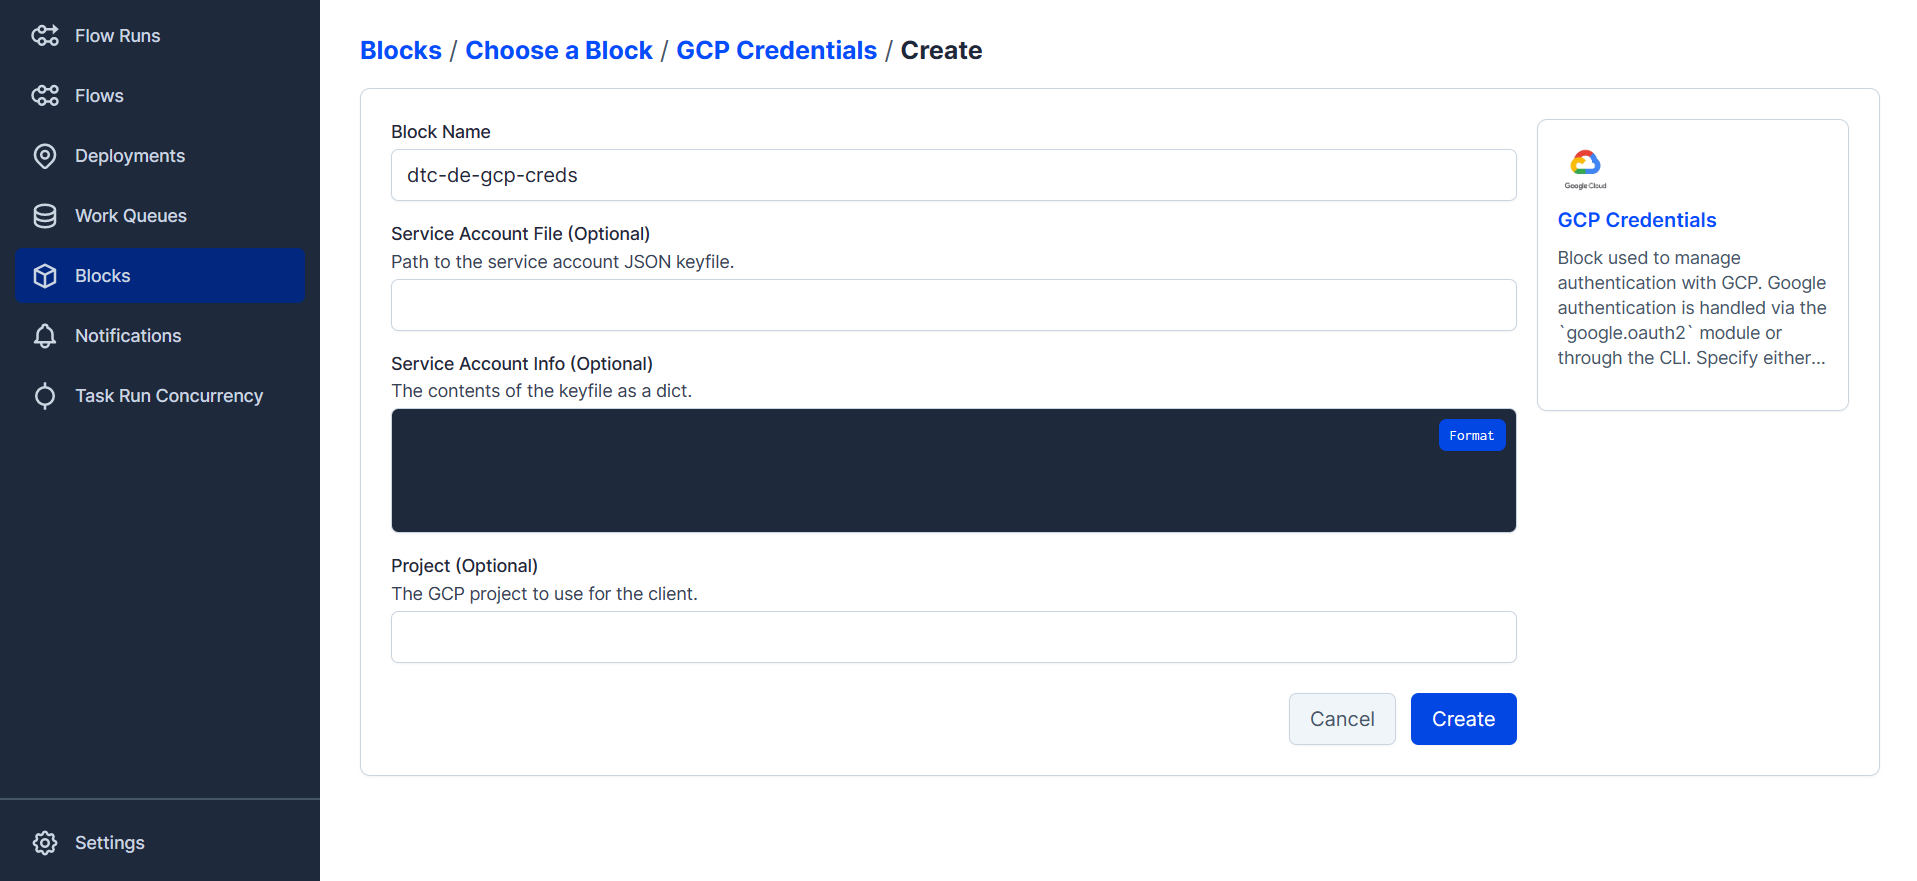 Flow Runs
Flows
Deployments
Work Queues
Blocks
Notifications
Task Run Concurrency
Settings
Blocks / Choose a Block / GCP Credentials / Create
Block Name
dtc-de-gcp-creds
Service Account File (Optional)
Path to the service account JSON keyfile.
Service Account Info (Optional)
The contents of the keyfile as a dict.
Format
Project (Optional)
The GCP project to use for the client.
Cancel
Create
Google Cloud
GCP Credentials
Block used to manage
authentication with GCP. Google
authentication is handled via the
`google.oauth2` module or
through the CLI. Specify either...